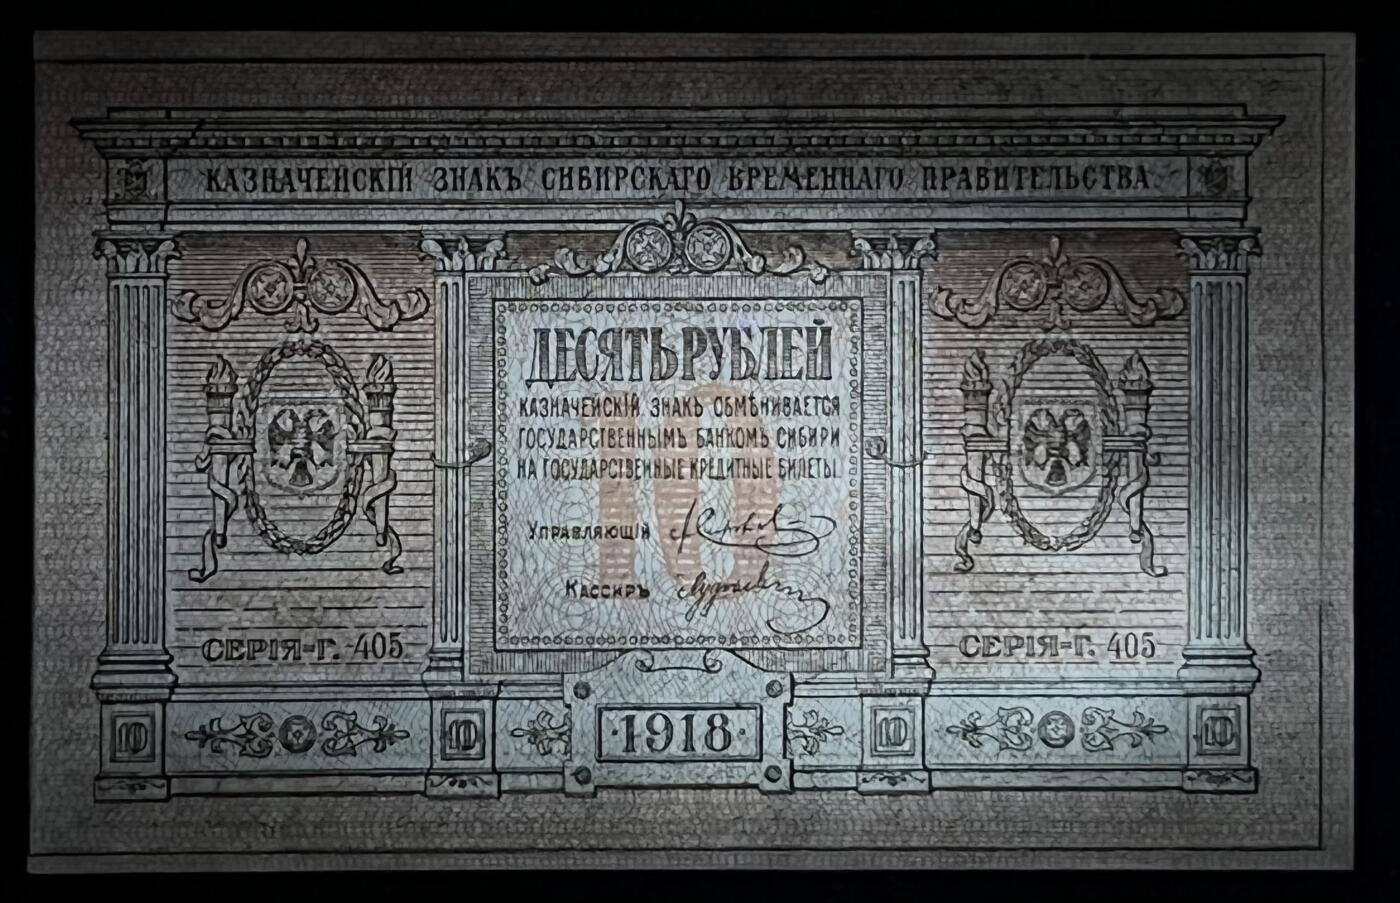 КАЗНАЧЕЙСКІЙ ЗНАКЪ СИБИРСКАГО ВРЕМЕННАГО ПРАВИТЕЛЬСТВА
ДЕСЯТЬ РУБЛЕЙ
КАЗНАЧЕЙСКІЙ ЗНАКЪ ОБМѢНИВАЕТСЯ
ГОСУДАРСТВЕННЫМЪ БАНКОМЪ СИБИРИ
НА ГОСУДАРСТВЕННЫЕ КРЕДИТНЫЕ БИЛЕТЫ.
10
УПРАВЛЯЮЩІЙ
КАССИРЪ
СЕРІЯ-Г. 405
СЕРІЯ-Г. 405
10
10
·1918·
10
10